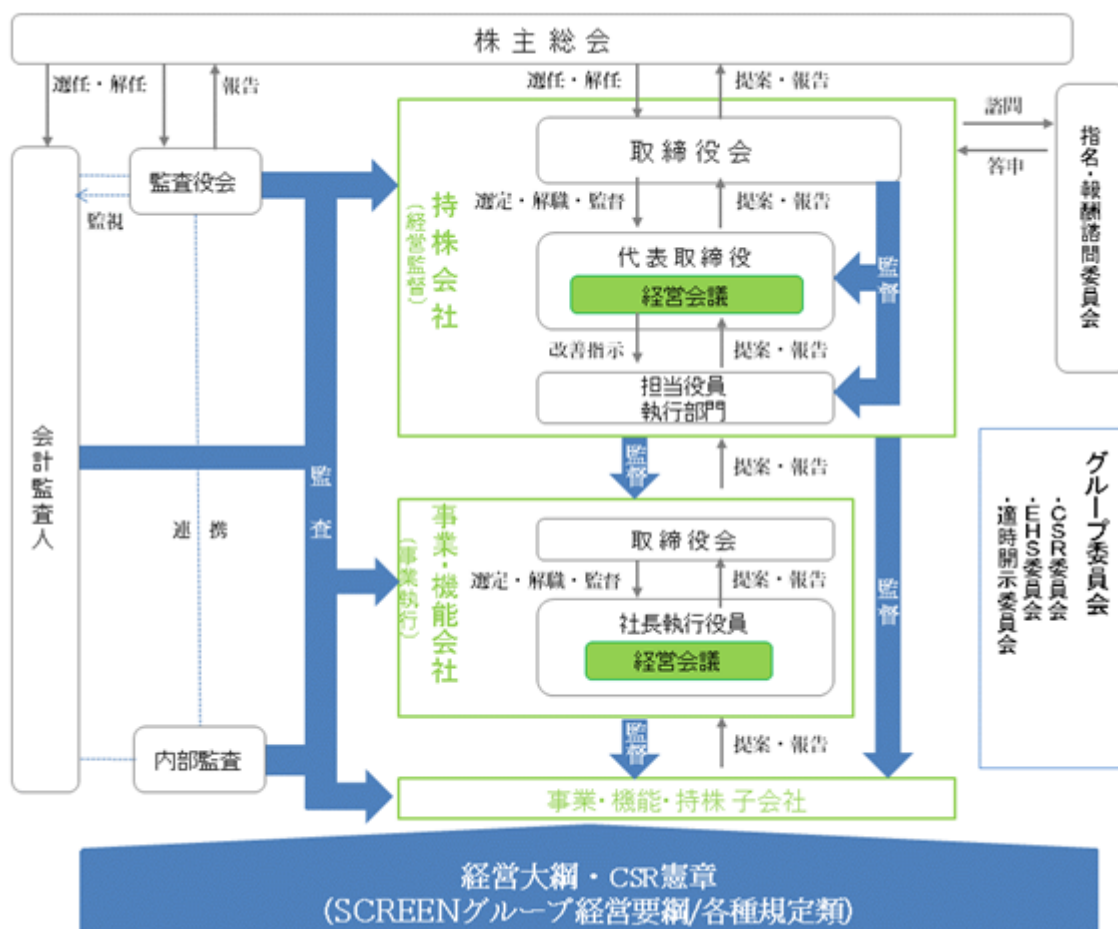 株主総会
選任・解任
報告
選任・解任
提案・報告
諮問
答申
指名・報酬諮問委員会
会計監査人
監査役会
監視
持株会社
(経営監督)
取締役会
選定・解職・監督
提案・報告
代表取締役
経営会議
改善指示
提案・報告
担当役員
執行部門
監督
監督
提案・報告
監査
連携
事業・機能会社
(事業執行)
取締役会
選定・解職・監督
提案・報告
社長執行役員
経営会議
監督
監督
提案・報告
内部監査
事業・機能・持株 子会社
グループ委員会
・CSR委員会
・EHS委員会
・適時開示委員会
経営大綱・CSR憲章
(SCREENグループ経営要綱/各種規定類)